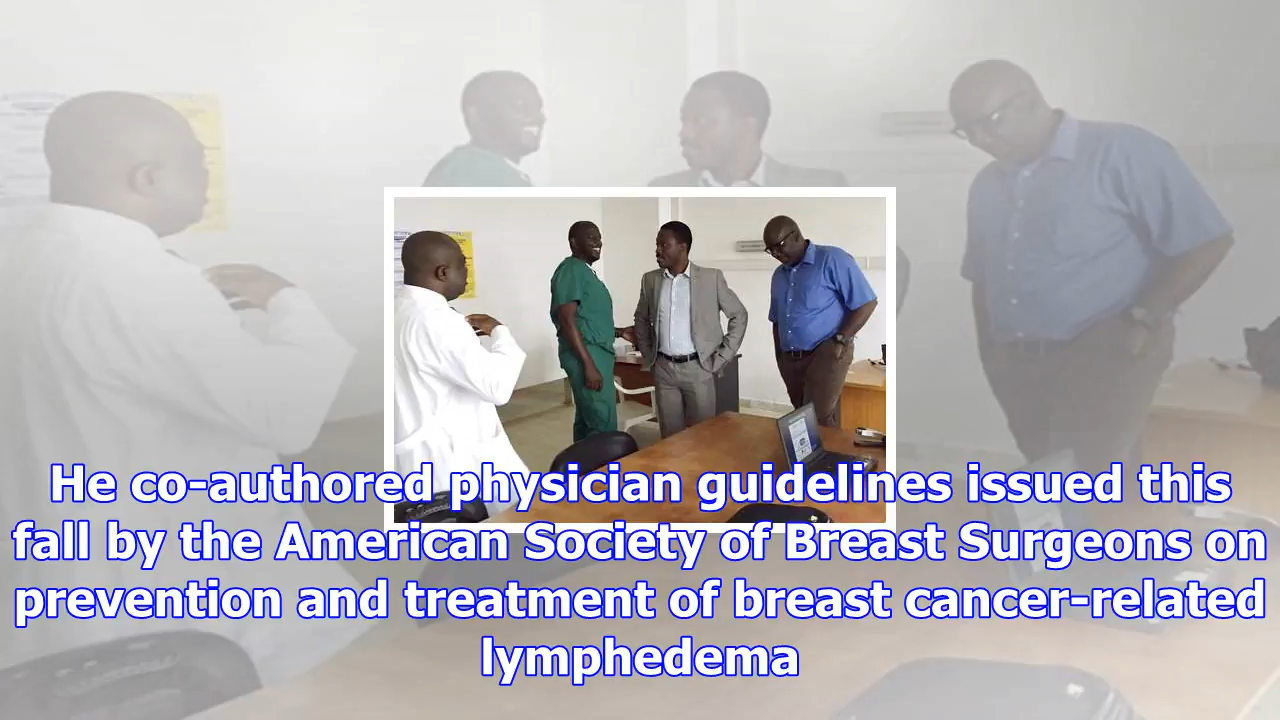 He co-authored physician guidelines issued this
fall by the American Society of Breast Surgeons on
prevention and treatment of breast cancer-related
lymphedema